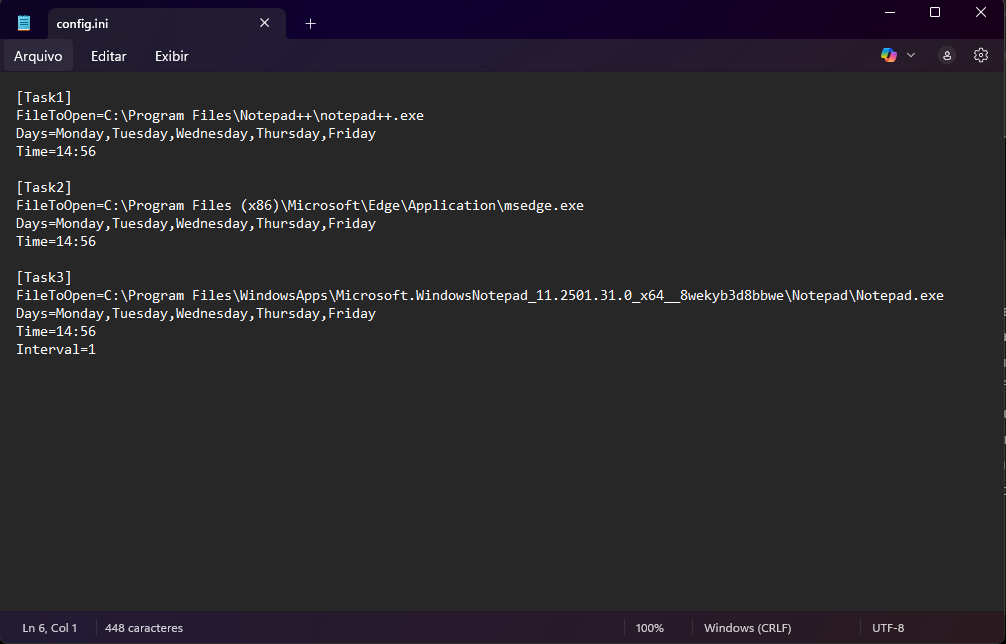 config.ini
Arquivo Editar Exibir
[Task1]
FileToOpen=C:\Program Files\Notepad++\notepad++.exe
Days=Monday,Tuesday,Wednesday,Thursday,Friday
Time=14:56
[Task2]
FileToOpen=C:\Program Files (x86)\Microsoft\Edge\Application\msedge.exe
Days=Monday,Tuesday,Wednesday,Thursday,Friday
Time=14:56
[Task3]
FileToOpen=C:\Program Files\WindowsApps\Microsoft.WindowsNotepad_11.2501.31.0_x64__8wekyb3d8bbwe\Notepad\Notepad.exe
Days=Monday,Tuesday,Wednesday,Thursday,Friday
Time=14:56
Interval=1
Ln 6, Col 1 448 caracteres 100% Windows (CRLF) UTF-8